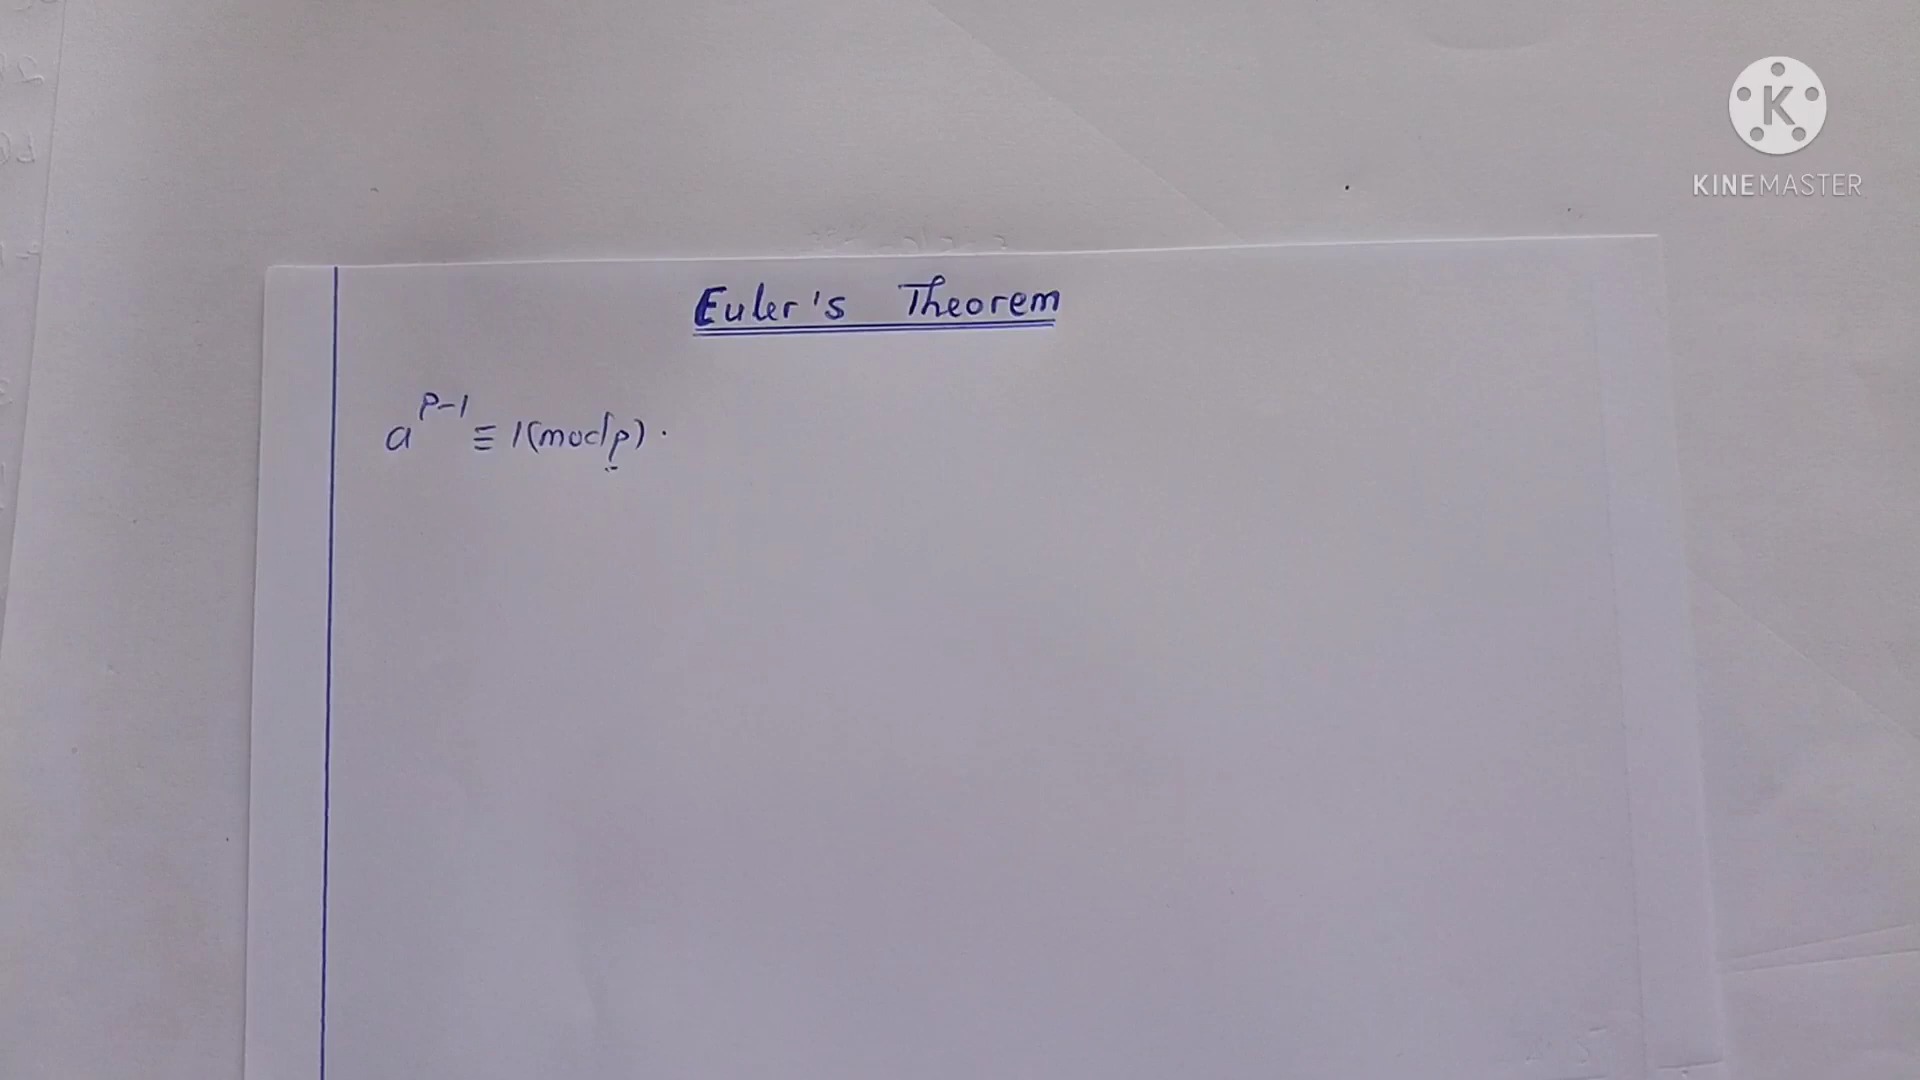 K
KINEMASTER
Euler's Theorem
a^{p-1} ≡ 1(mod p).